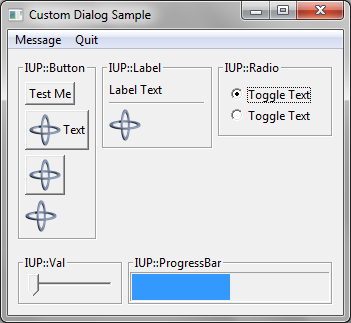 Custom Dialog Sample
Message Quit
IUP::Button
Test Me
Text
IUP::Label
Label Text
IUP::Radio
Toggle Text
Toggle Text
IUP::Val
IUP::ProgressBar